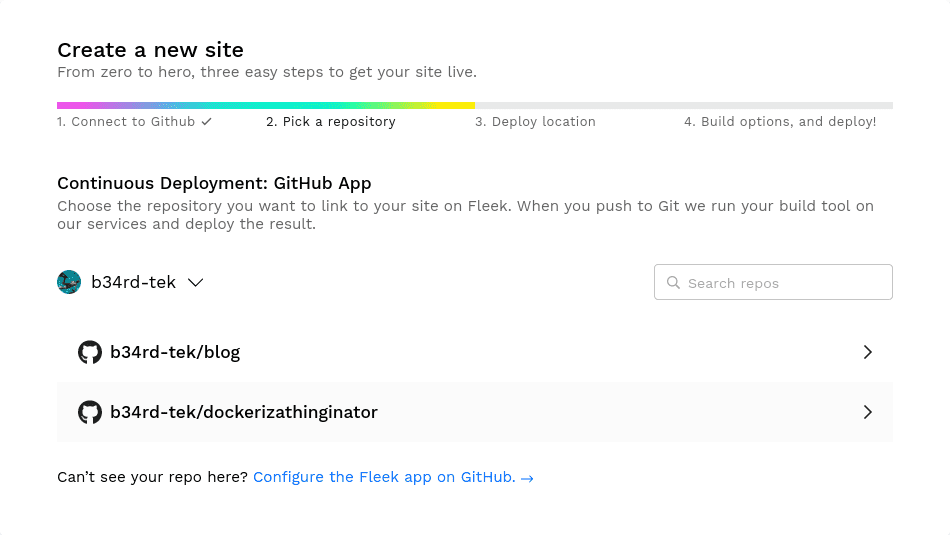 Create a new site
From zero to hero, three easy steps to get your site live.
1. Connect to Github ✓
2. Pick a repository
3. Deploy location
4. Build options, and deploy!
Continuous Deployment: GitHub App
Choose the repository you want to link to your site on Fleek. When you push to Git we run your build tool on
our services and deploy the result.
b34rd-tek
Search repos
b34rd-tek/blog
b34rd-tek/dockerizathinginator
Can’t see your repo here? Configure the Fleek app on GitHub. →